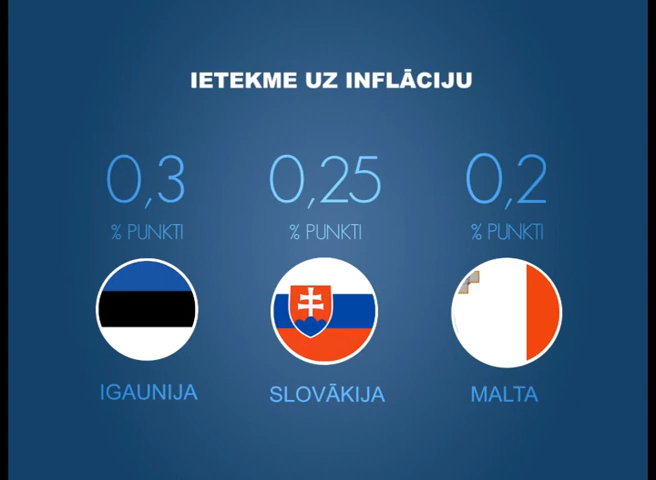 IETEKME UZ INFLĀCIJU
0,3 0,25 0,2
% PUNKTI % PUNKTI % PUNKTI
IGAUNIJA SLOVĀKIJA MALTA